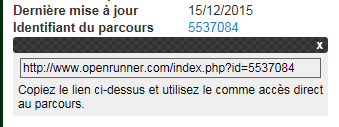 Dernière mise à jour 15/12/2015
Identifiant du parcours 5537084
x
http://www.openrunner.com/index.php?id=5537084
Copiez le lien ci-dessus et utilisez le comme accès direct
au parcours.